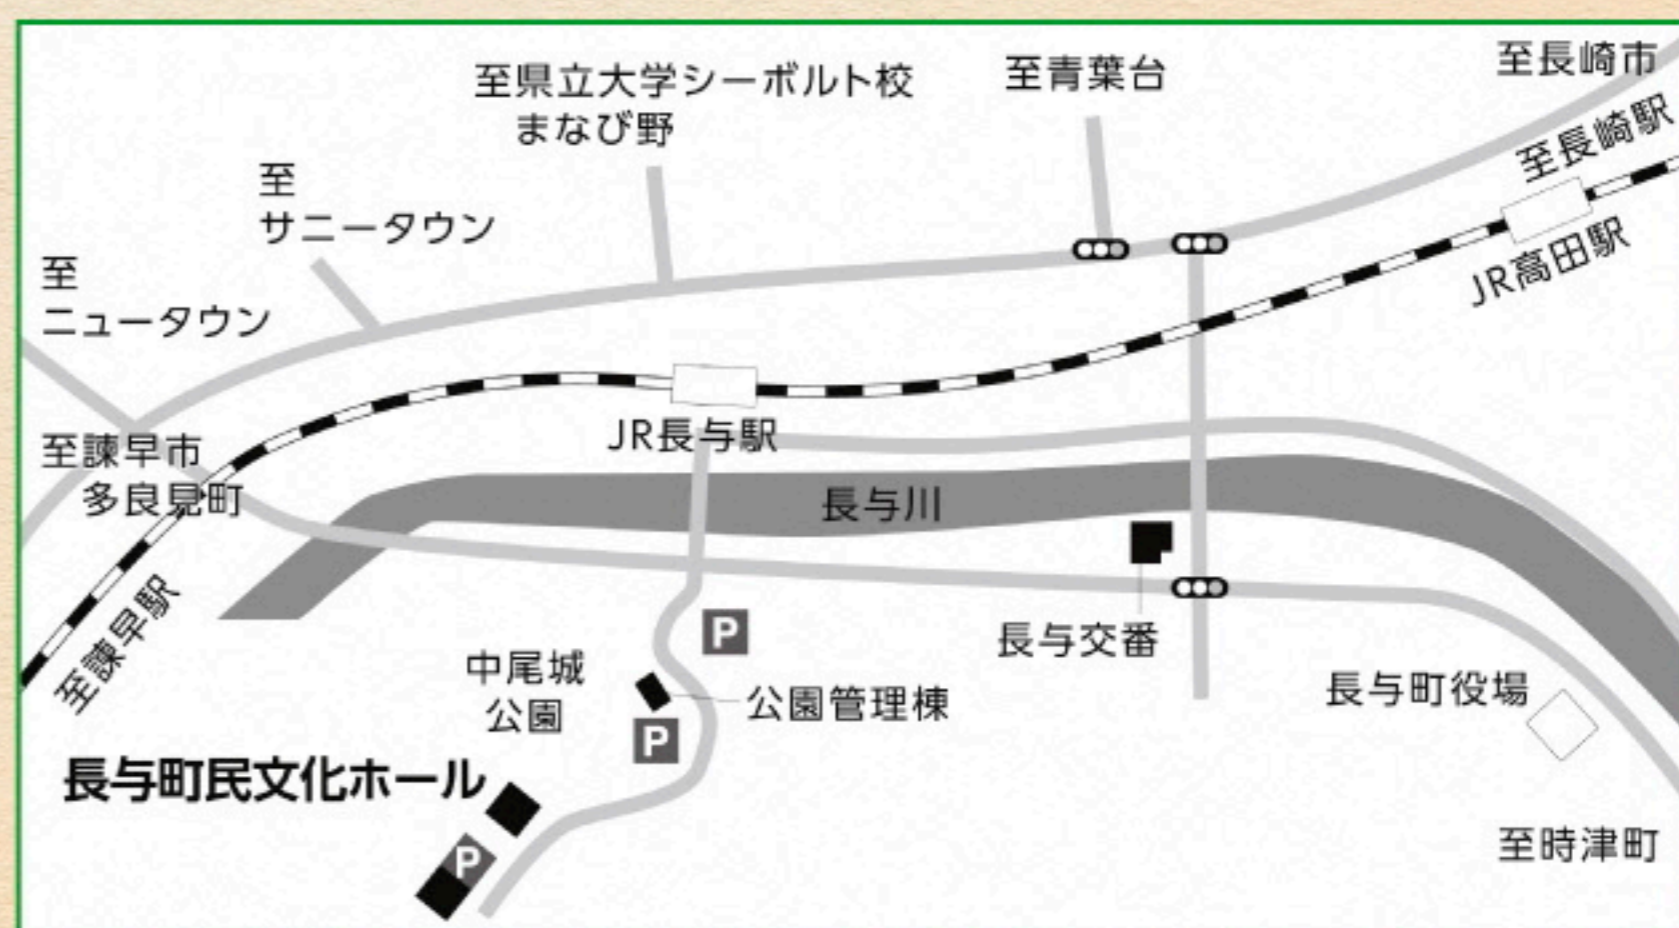 至長崎市
至青葉台
至県立大学シーボルト校
まなび野
至長崎駅
至
サニータウン
JR高田駅
至
ニュータウン
JR長与駅
至諫早市
多良見町
長与川
至諫早駅
P
長与交番
中尾城
公園
公園管理棟
長与町役場
P
長与町民文化ホール
P
至時津町